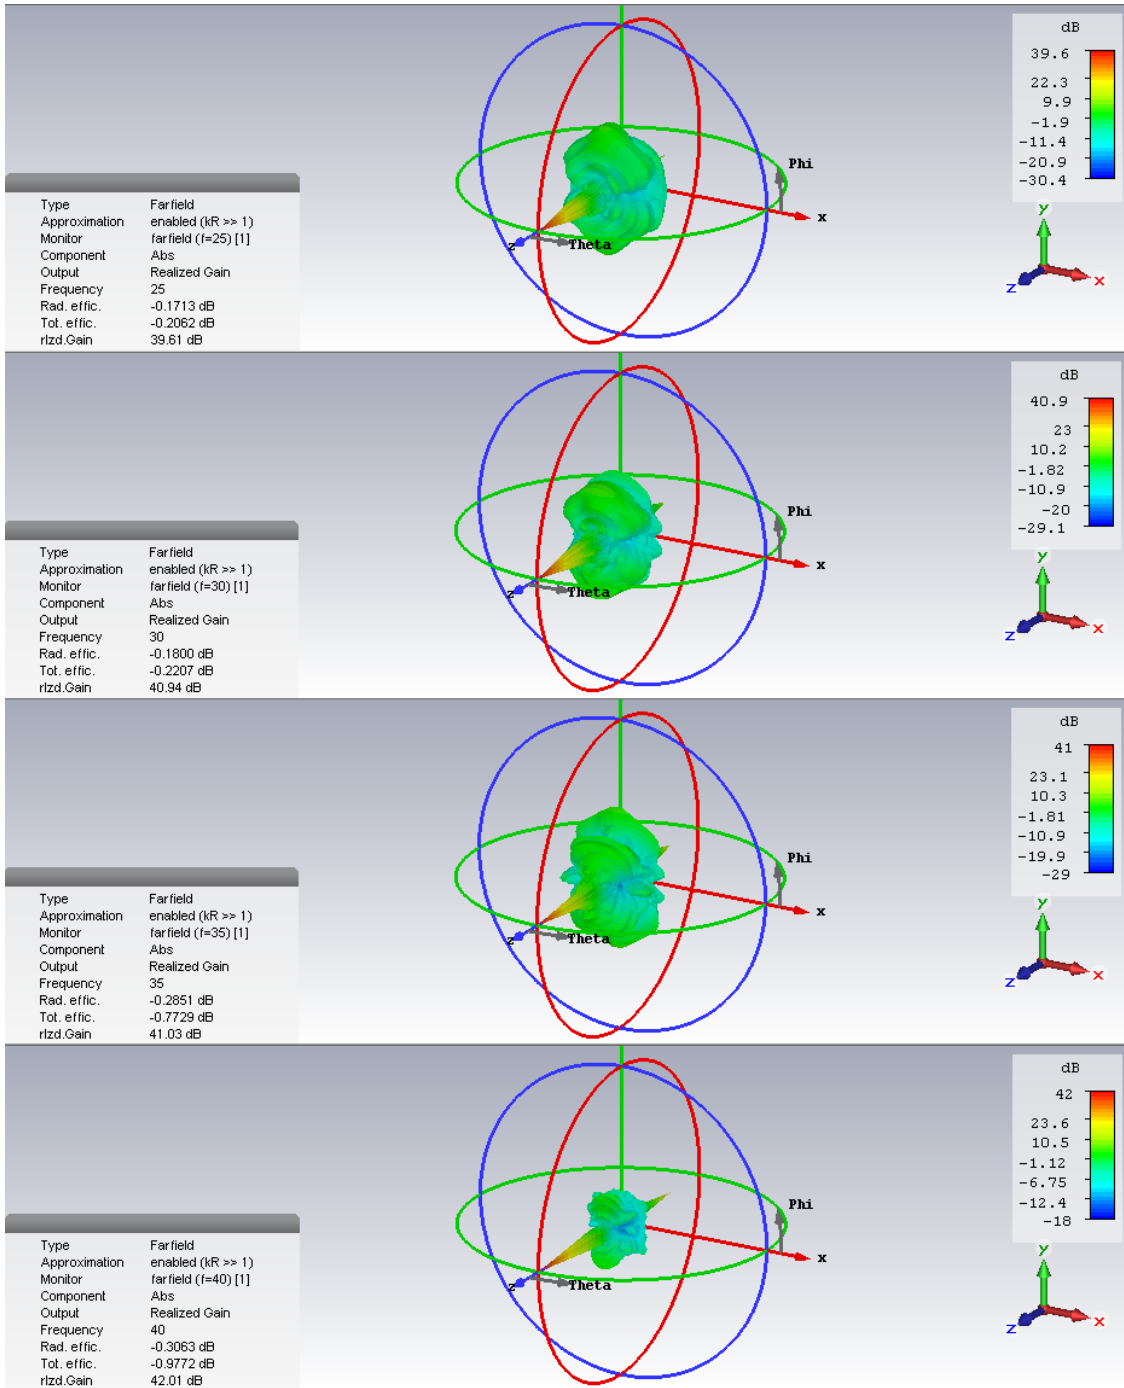 dB
39.6
22.3
9.9
-1.9
-11.4
-20.9
-30.4
Phi
x
z
Theta
y
z
x
Type Farfield
Approximation enabled (kR >> 1)
Monitor farfield (f=25) [1]
Component Abs
Output Realized Gain
Frequency 25
Rad. effic. -0.1713 dB
Tot. effic. -0.2062 dB
rlzd.Gain 39.61 dB
dB
40.9
23
10.2
-1.82
-10.9
-20
-29.1
Phi
x
z
Theta
y
z
x
Type Farfield
Approximation enabled (kR >> 1)
Monitor farfield (f=30) [1]
Component Abs
Output Realized Gain
Frequency 30
Rad. effic. -0.1800 dB
Tot. effic. -0.2207 dB
rlzd.Gain 40.94 dB
dB
41
23.1
10.3
-1.81
-10.9
-19.9
-29
Phi
x
z
Theta
y
z
x
Type Farfield
Approximation enabled (kR >> 1)
Monitor farfield (f=35) [1]
Component Abs
Output Realized Gain
Frequency 35
Rad. effic. -0.2851 dB
Tot. effic. -0.7729 dB
rlzd.Gain 41.03 dB
dB
42
23.6
10.5
-1.12
-6.75
-12.4
-18
Phi
x
z
Theta
y
z
x
Type Farfield
Approximation enabled (kR >> 1)
Monitor farfield (f=40) [1]
Component Abs
Output Realized Gain
Frequency 40
Rad. effic. -0.3063 dB
Tot. effic. -0.9772 dB
rlzd.Gain 42.01 dB